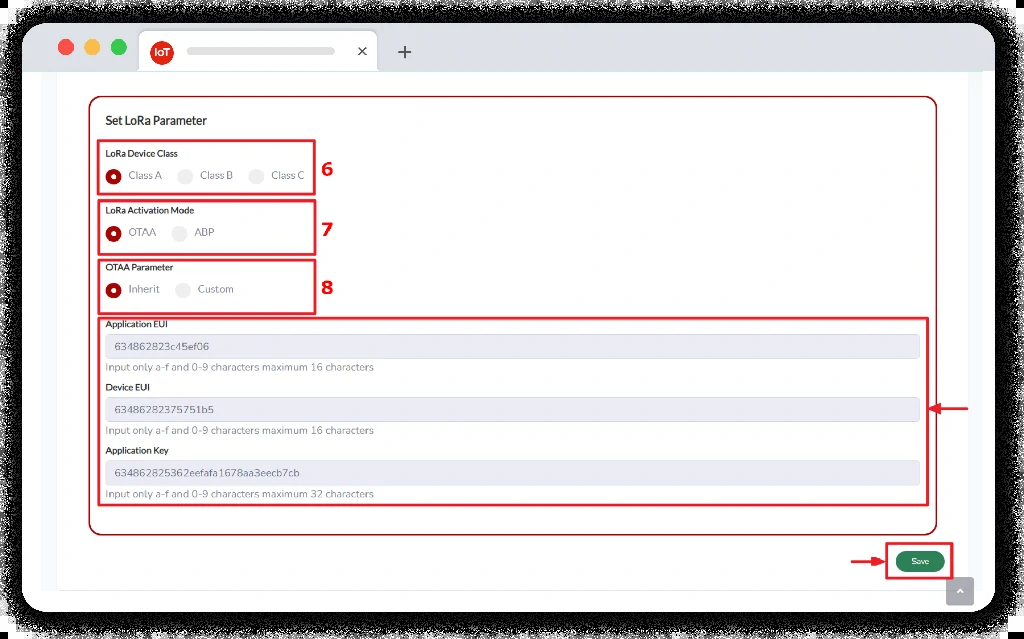 IoT
Set LoRa Parameter
LoRa Device Class
Class A Class B Class C
6
LoRa Activation Mode
OTAA ABP
7
OTAA Parameter
Inherit Custom
8
Application EUI
634862823c45ef06
Input only a-f and 0-9 characters maximum 16 characters
Device EUI
63486282375751b5
Input only a-f and 0-9 characters maximum 16 characters
Application Key
634862825362eefafa1678aa3eecb7cb
Input only a-f and 0-9 characters maximum 32 characters
Save